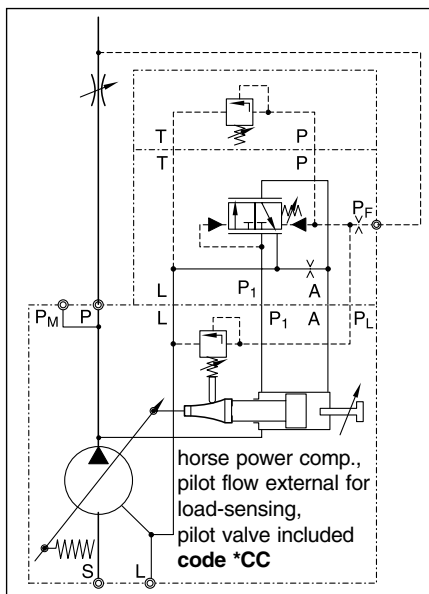 T P
T P
P_F
L P_1 A
P_M P L P_1 A P_L
horse power comp.,
pilot flow external for
load-sensing,
pilot valve included
code *CC
S L